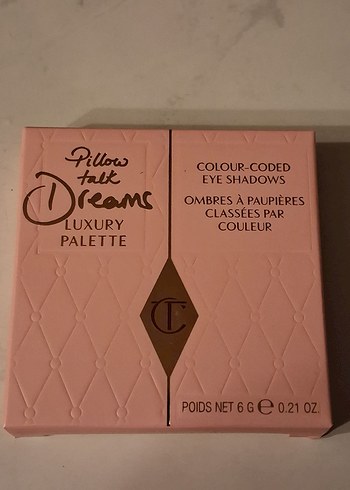 Pillow
talk
Dreams
LUXURY
PALETTE
COLOUR-CODED
EYE SHADOWS
OMBRES À PAUPIÈRES
CLASSÉES PAR
COULEUR
CT
POIDS NET 6 G ℮ 0.21 OZ.